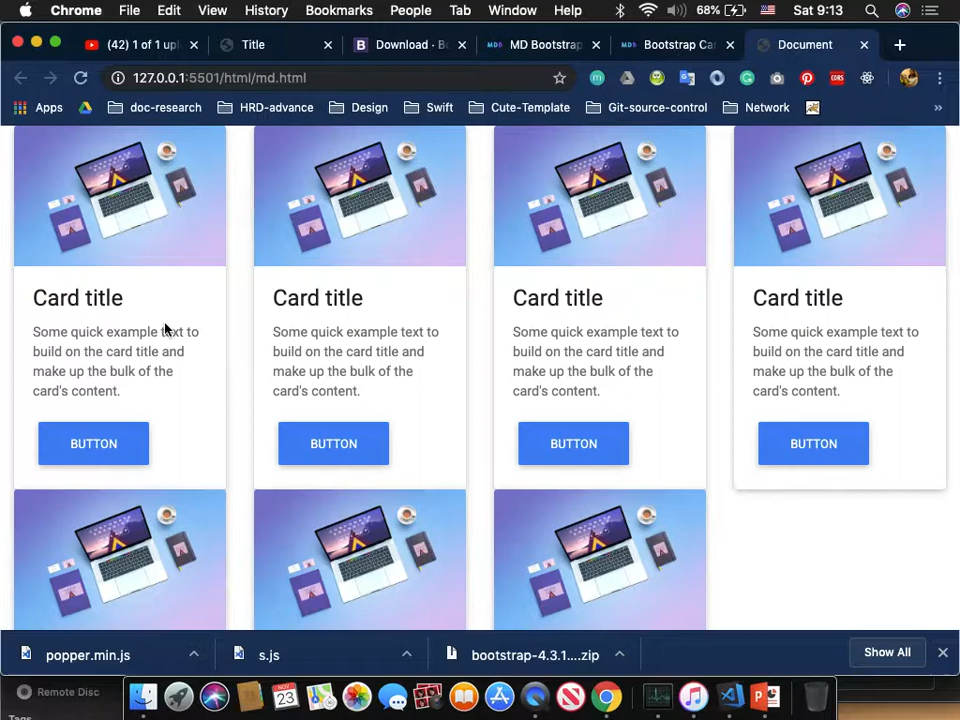 Chrome File Edit View History Bookmarks People Tab Window Help 68% Sat 9:13
(42) 1 of 1 upl Title Download · Bo MD Bootstrap Bootstrap Car Document
127.0.0.1:5501/html/md.html
Apps doc-research HRD-advance Design Swift Cute-Template Git-source-control Network »
Card title Card title Card title Card title
Some quick example text to Some quick example text to Some quick example text to Some quick example text to
build on the card title and build on the card title and build on the card title and build on the card title and
make up the bulk of the make up the bulk of the make up the bulk of the make up the bulk of the
card's content. card's content. card's content. card's content.
BUTTON BUTTON BUTTON BUTTON
popper.min.js s.js bootstrap-4.3.1....zip Show All
Remote Disc
NOV
23